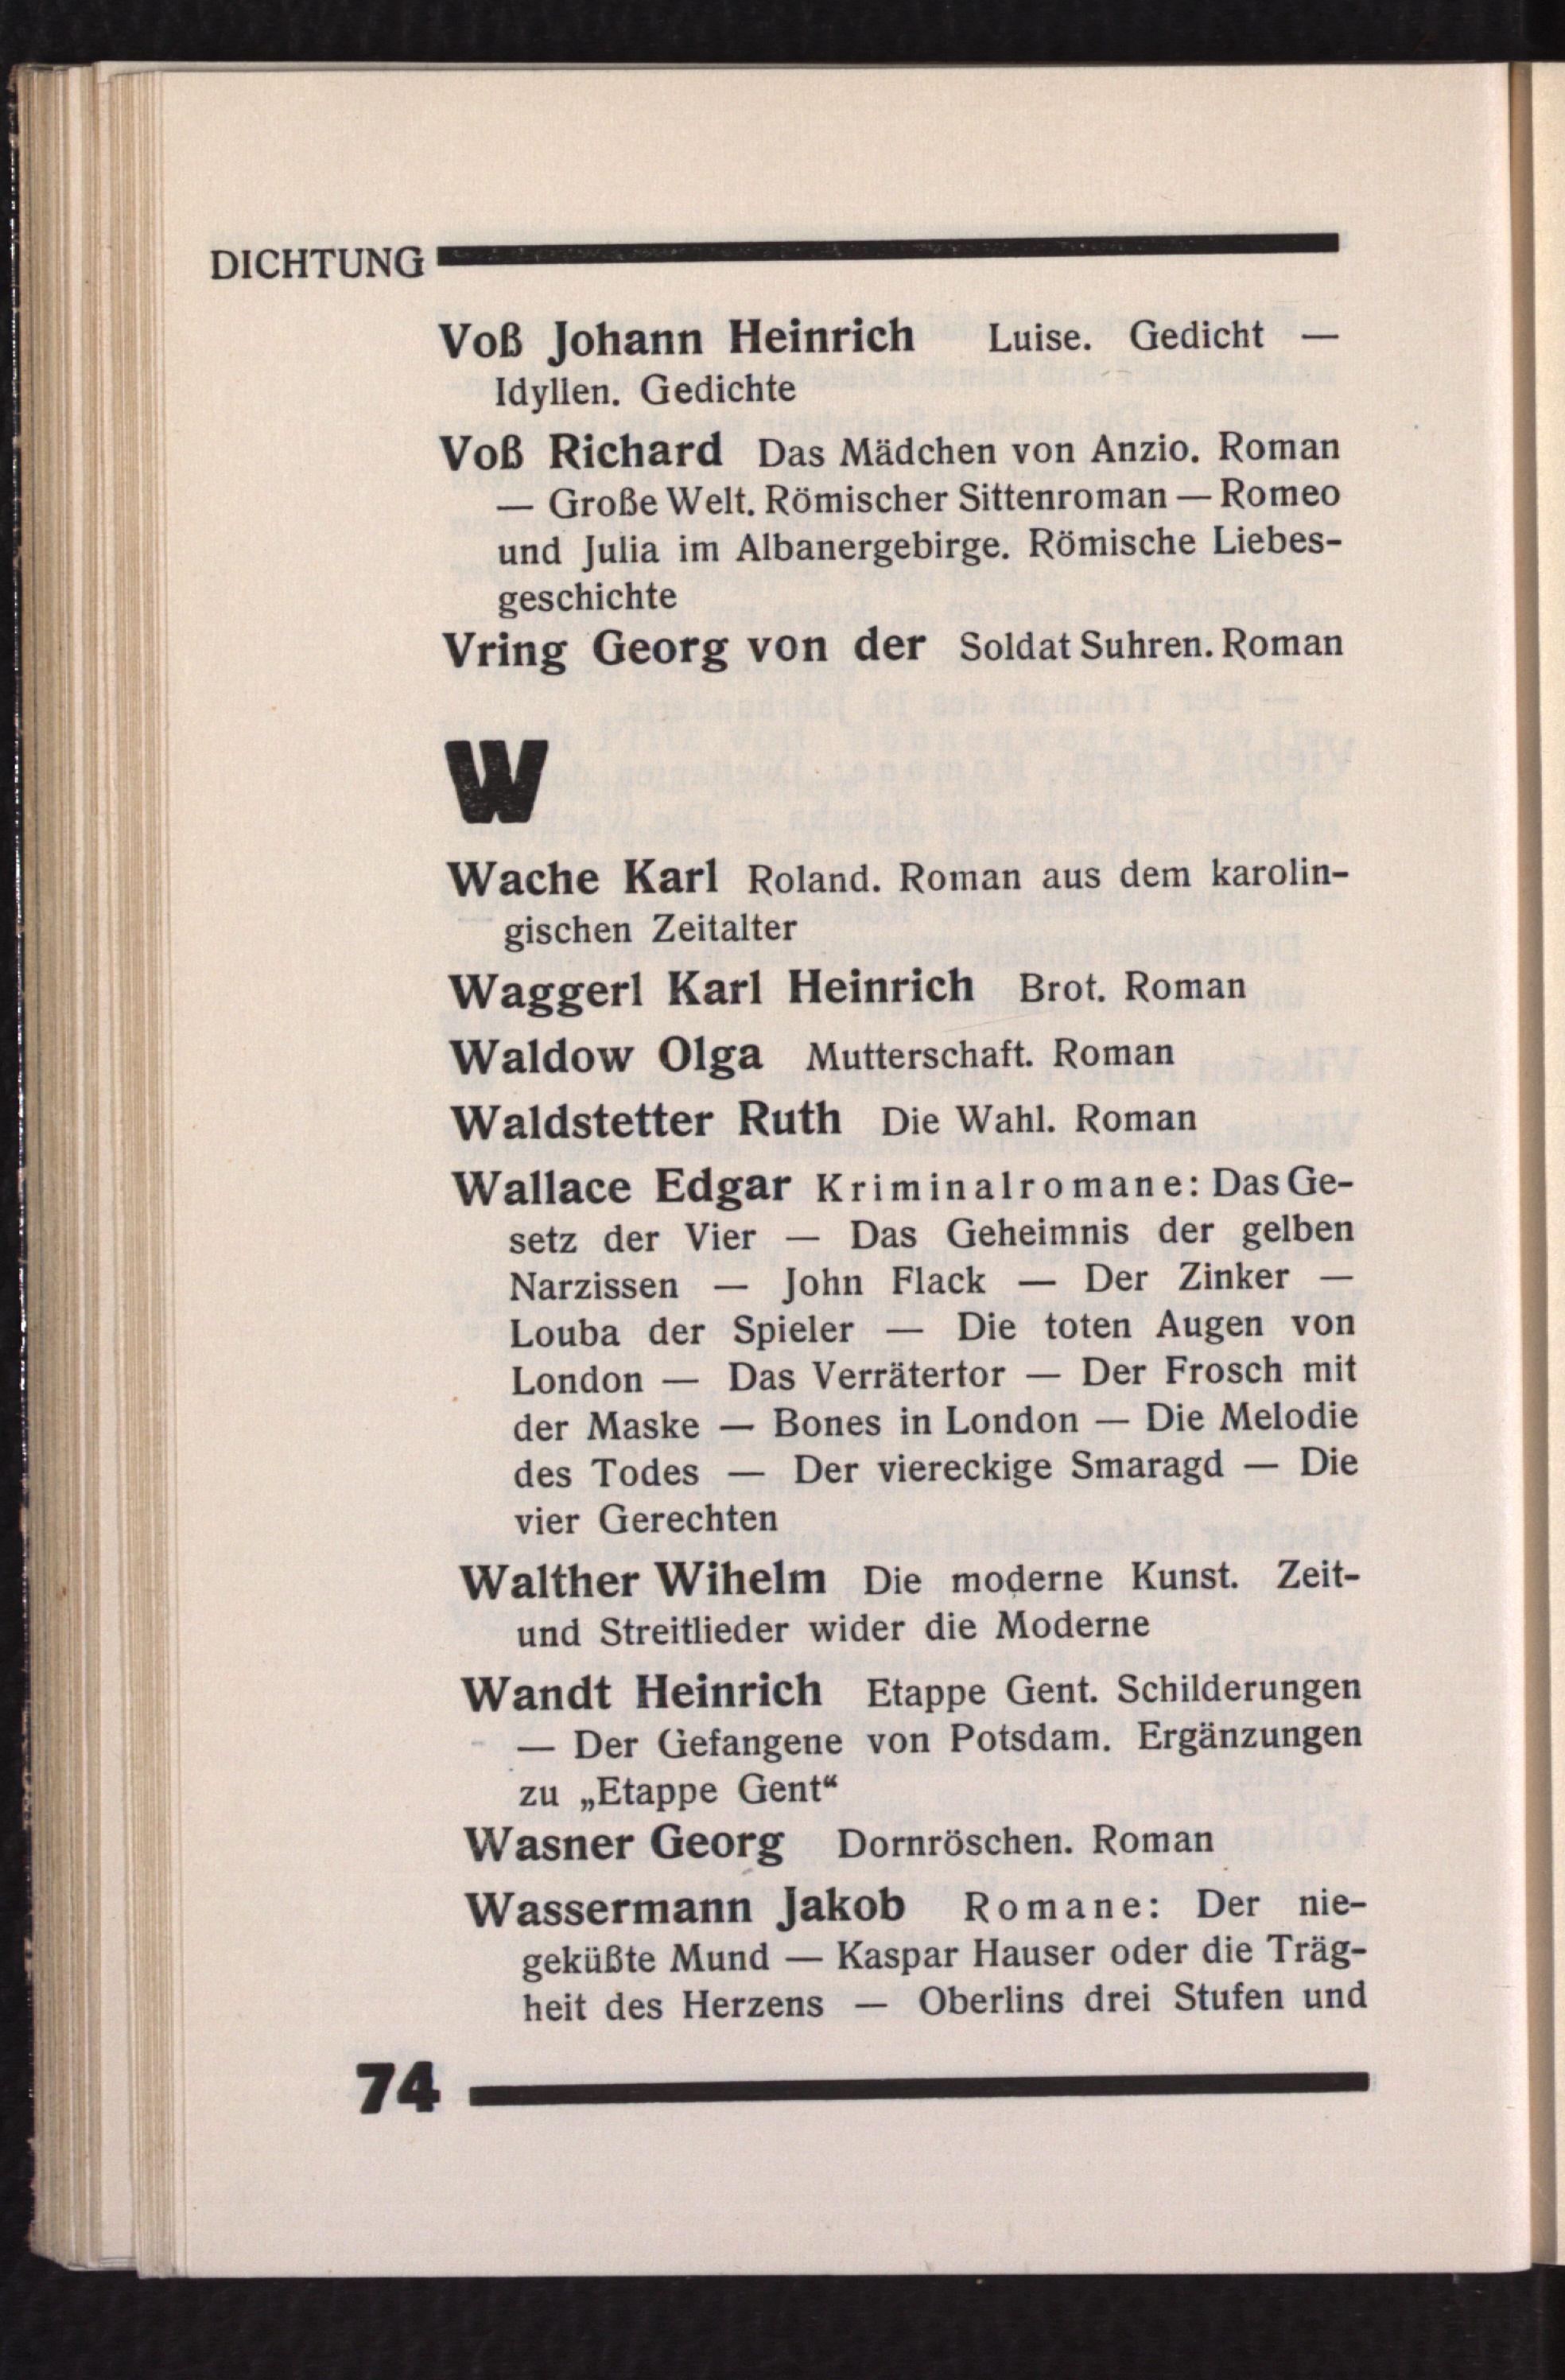 DICHTUNG
Voß Johann Heinrich Luise. Gedicht —
Idyllen. Gedichte
Voß Richard Das Mädchen von Anzio. Roman
— Große Welt. Römischer Sittenroman — Romeo
und Julia im Albanergebirge. Römische Liebes-
geschichte
Vring Georg von der Soldat Suhren. Roman
W
Wache Karl Roland. Roman aus dem karolin-
gischen Zeitalter
Waggerl Karl Heinrich Brot. Roman
Waldow Olga Mutterschaft. Roman
Waldstetter Ruth Die Wahl. Roman
Wallace Edgar Kriminalromane: Das Ge-
setz der Vier — Das Geheimnis der gelben
Narzissen — John Flack — Der Zinker —
Louba der Spieler — Die toten Augen von
London — Das Verrätertor — Der Frosch mit
der Maske — Bones in London — Die Melodie
des Todes — Der viereckige Smaragd — Die
vier Gerechten
Walther Wihelm Die moderne Kunst. Zeit-
und Streitlieder wider die Moderne
Wandt Heinrich Etappe Gent. Schilderungen
— Der Gefangene von Potsdam. Ergänzungen
zu „Etappe Gent“
Wasner Georg Dornröschen. Roman
Wassermann Jakob Romane: Der nie-
geküßte Mund — Kaspar Hauser oder die Träg-
heit des Herzens — Oberlins drei Stufen und
74